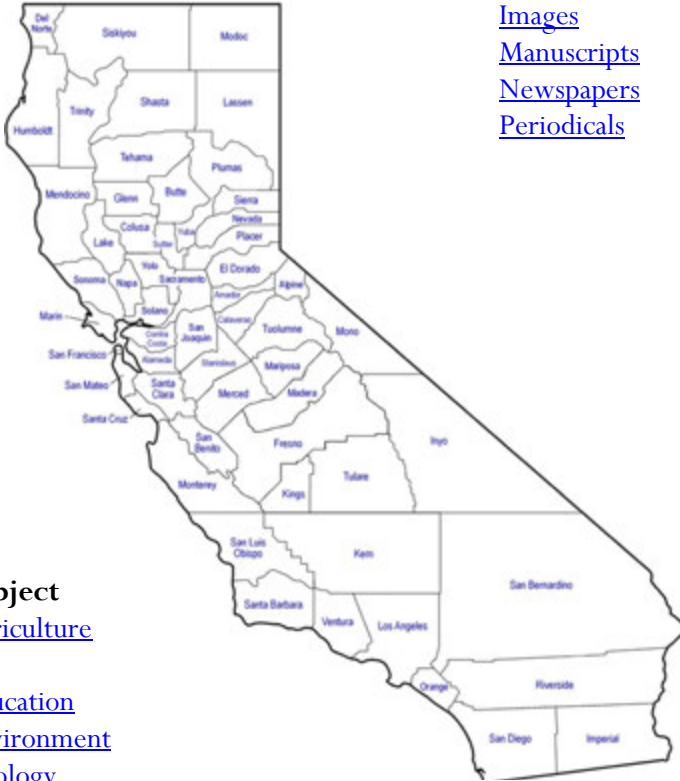 Images
Manuscripts
Newspapers
Periodicals
Del
Norte
Siskiyou
Modoc
Humboldt
Trinity
Shasta
Lassen
Tehama
Plumas
Mendocino
Glenn
Butte
Sierra
Nevada
Placer
Colusa
Lake
Sutter
Yuba
El Dorado
Yolo
Sonoma
Napa
Sacramento
Alpine
Amador
Solano
Marin
Calaveras
Contra
Costa
San
Joaquin
Tuolumne
Mono
San Francisco
Alameda
Stanislaus
Mariposa
San Mateo
Santa
Clara
Merced
Madera
Santa Cruz
San
Benito
Fresno
Inyo
Monterey
Kings
Tulare
San Luis
Obispo
Kern
San Bernardino
Santa Barbara
Ventura
Los Angeles
Orange
Riverside
San Diego
Imperial
bject
riculture
ucation
vironment
ology